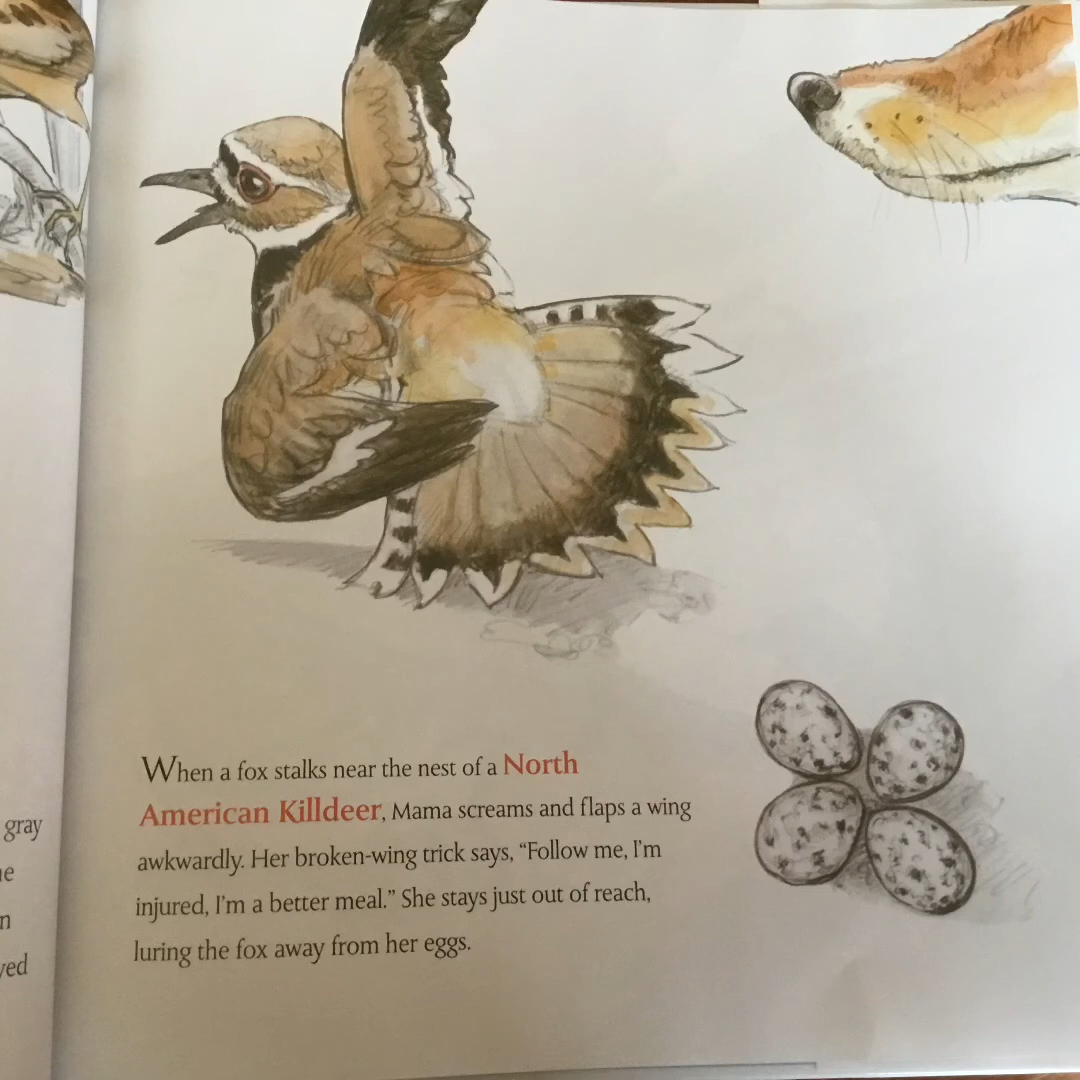 gray
When a fox stalks near the nest of a North
American Killdeer, Mama screams and flaps a wing
awkwardly. Her broken-wing trick says, “Follow me, I'm
injured, I'm a better meal.” She stays just out of reach,
luring the fox away from her eggs.